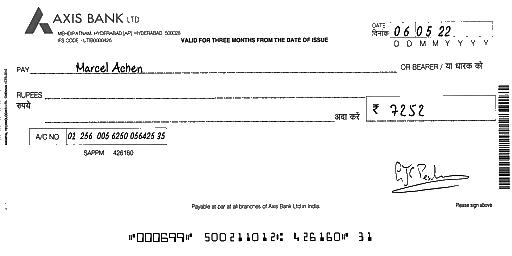 AXIS BANK LTD
MEHDIPATNAM, HYDERABAD [AP] HYDERABAD 500028
IFS CODE - UTIB0000426
VALID FOR THREE MONTHS FROM THE DATE OF ISSUE
DATE
दिनांक 06 05 22
D D M M Y Y Y Y
PAY Marcel Achen OR BEARER / या धारक को
RUPEES
रुपये
अदा करें ₹ 7252
A/C NO 02 256 005 6250 056425 35
SAPPM 426160
Payable at par at all branches of Axis Bank Ltd in India.
Please sign above
⑈000699⑈ 500211012⑆ 426160⑈ 31